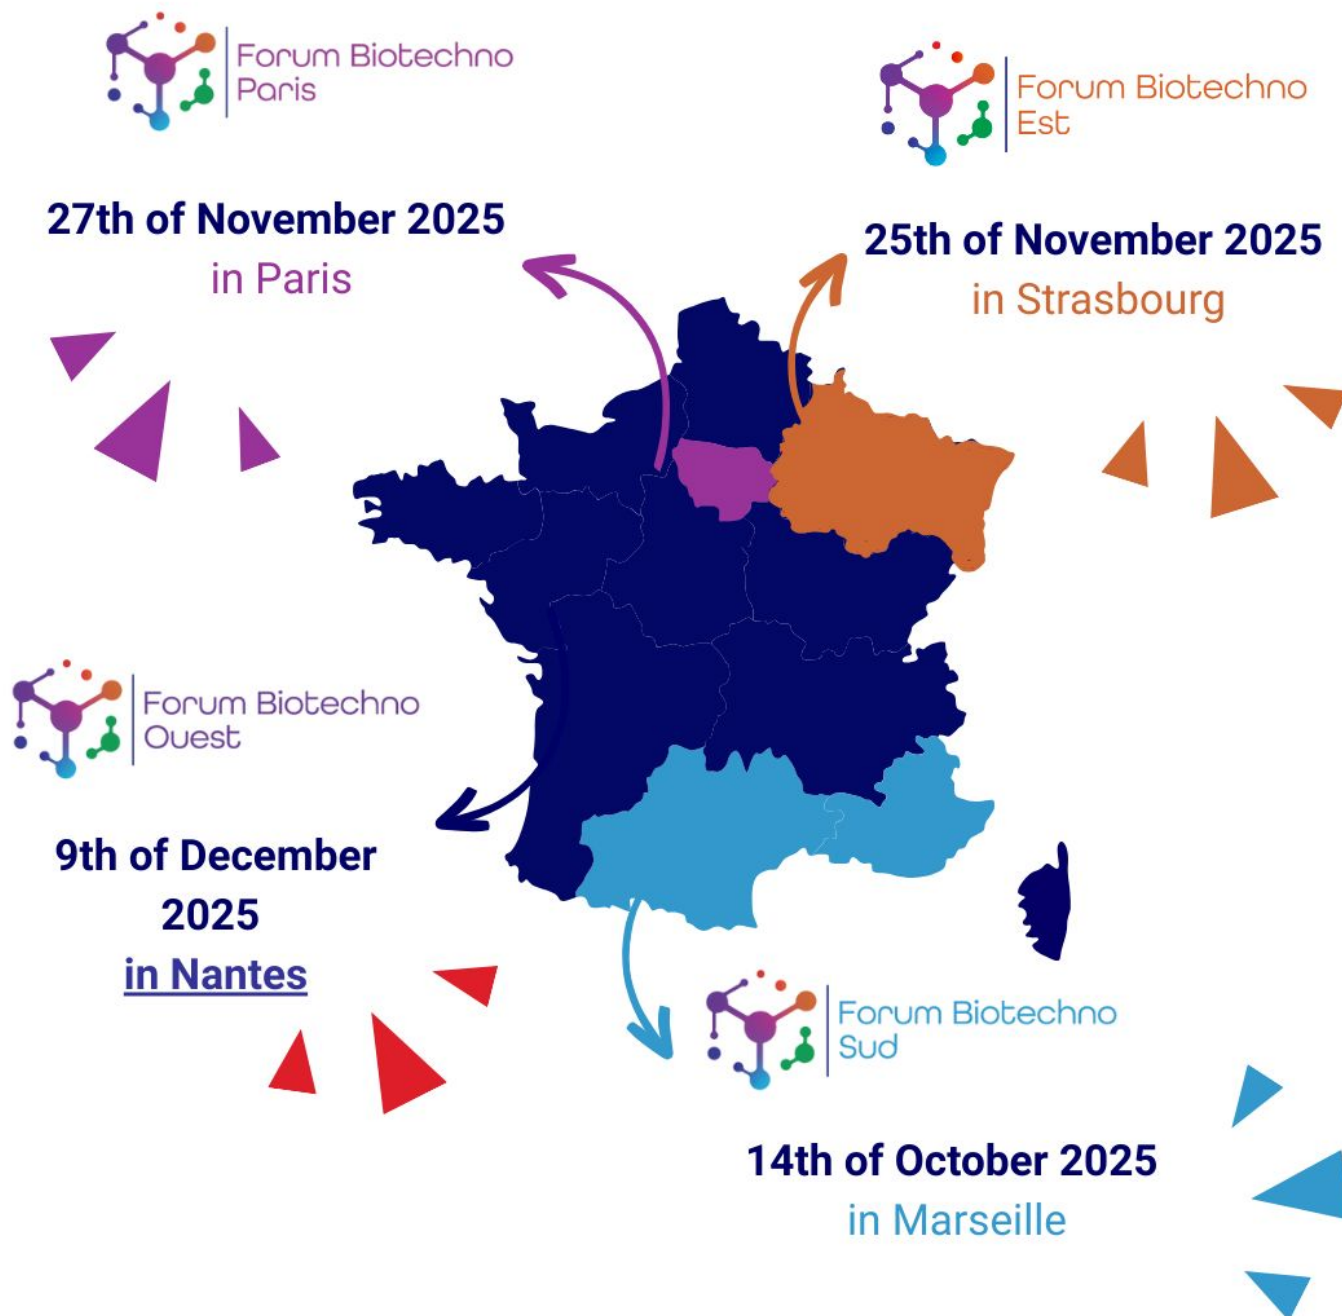 Forum Biotechno
Paris
27th of November 2025
in Paris
Forum Biotechno
Est
25th of November 2025
in Strasbourg
Forum Biotechno
Ouest
9th of December
2025
in Nantes
Forum Biotechno
Sud
14th of October 2025
in Marseille